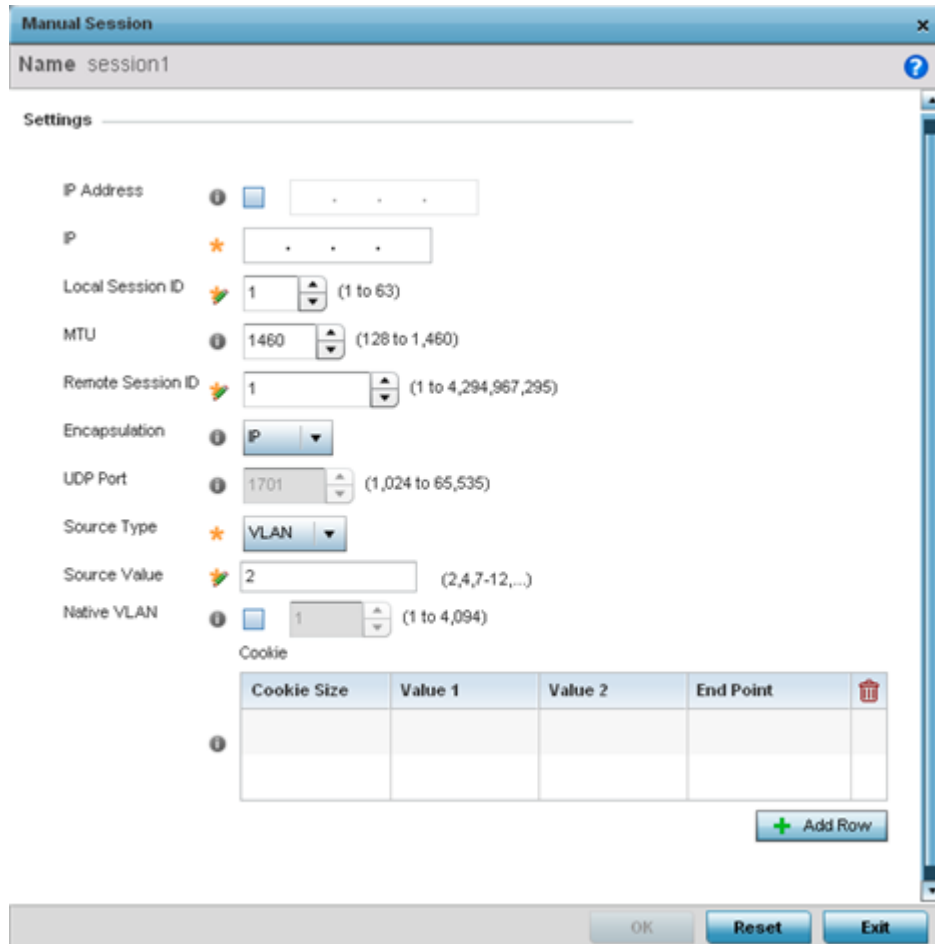 Manual Session
Name session1
Settings
IP Address . . .
IP . . .
Local Session ID 1 (1 to 63)
MTU 1460 (128 to 1,460)
Remote Session ID 1 (1 to 4,294,967,295)
Encapsulation IP
UDP Port 1701 (1,024 to 65,535)
Source Type VLAN
Source Value 2 (2,4,7-12,...)
Native VLAN 1 (1 to 4,094)
Cookie
Cookie Size Value 1 Value 2 End Point
Add Row
OK Reset Exit